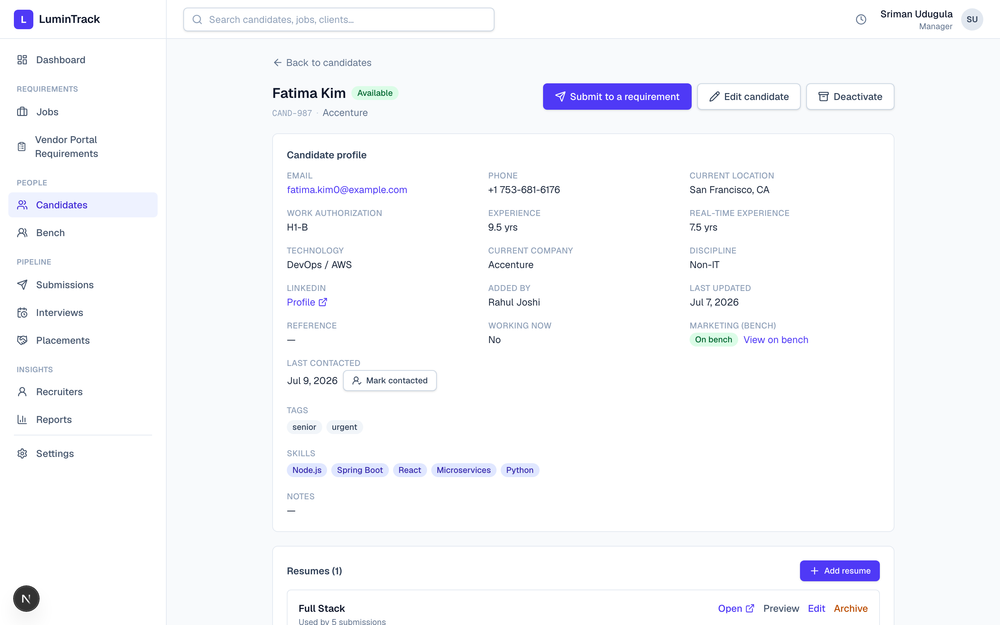 L LuminTrack
Search candidates, jobs, clients...
Sriman Udugula
Manager
SU
Dashboard
REQUIREMENTS
Jobs
Vendor Portal
Requirements
PEOPLE
Candidates
Bench
PIPELINE
Submissions
Interviews
Placements
INSIGHTS
Recruiters
Reports
Settings
N
Back to candidates
Fatima Kim Available
CAND-987 · Accenture
Submit to a requirement Edit candidate Deactivate
Candidate profile
EMAIL PHONE CURRENT LOCATION
fatima.kim0@example.com +1 753-681-6176 San Francisco, CA
WORK AUTHORIZATION EXPERIENCE REAL-TIME EXPERIENCE
H1-B 9.5 yrs 7.5 yrs
TECHNOLOGY CURRENT COMPANY DISCIPLINE
DevOps / AWS Accenture Non-IT
LINKEDIN ADDED BY LAST UPDATED
Profile Rahul Joshi Jul 7, 2026
REFERENCE WORKING NOW MARKETING (BENCH)
— No On bench View on bench
LAST CONTACTED
Jul 9, 2026 Mark contacted
TAGS
senior urgent
SKILLS
Node.js Spring Boot React Microservices Python
NOTES
—
Resumes (1) Add resume
Full Stack Open Preview Edit Archive
Used by 5 submissions